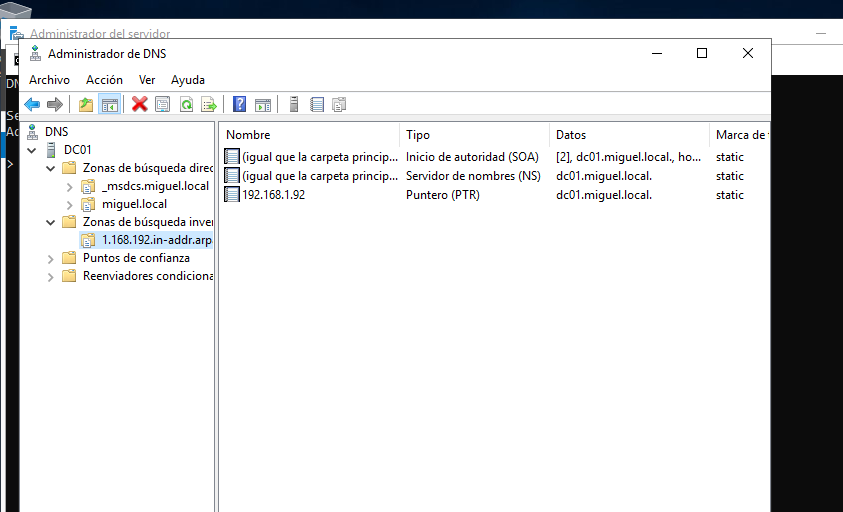 Administrador del servidor
Administrador de DNS
Archivo Acción Ver Ayuda
DNS
DC01
Zonas de búsqueda direc
_msdcs.miguel.local
miguel.local
Zonas de búsqueda inver
1.168.192.in-addr.arp
Puntos de confianza
Reenviadores condiciona
Nombre Tipo Datos Marca de
(igual que la carpeta princip... Inicio de autoridad (SOA) [2], dc01.miguel.local., ho... static
(igual que la carpeta princip... Servidor de nombres (NS) dc01.miguel.local. static
192.168.1.92 Puntero (PTR) dc01.miguel.local. static
>